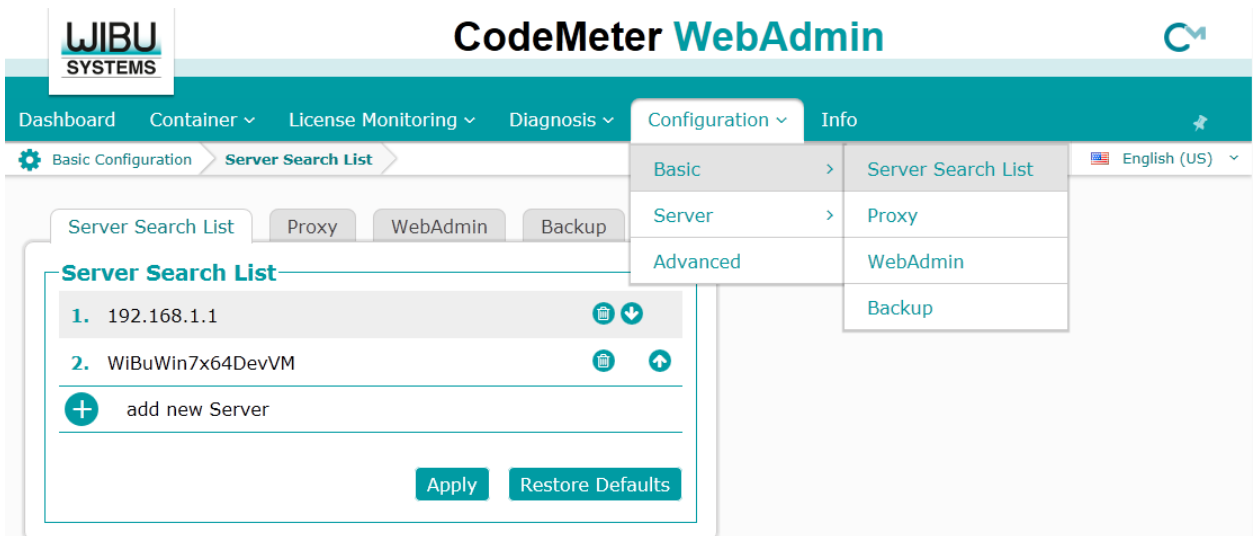 WIBU
SYSTEMS
CodeMeter WebAdmin
CM
Dashboard Container License Monitoring Diagnosis Configuration Info
Basic Configuration Server Search List
English (US)
Basic
Server
Advanced
Server Search List
Proxy
WebAdmin
Backup
Server Search List Proxy WebAdmin Backup
Server Search List
1. 192.168.1.1
2. WiBuWin7x64DevVM
add new Server
Apply Restore Defaults